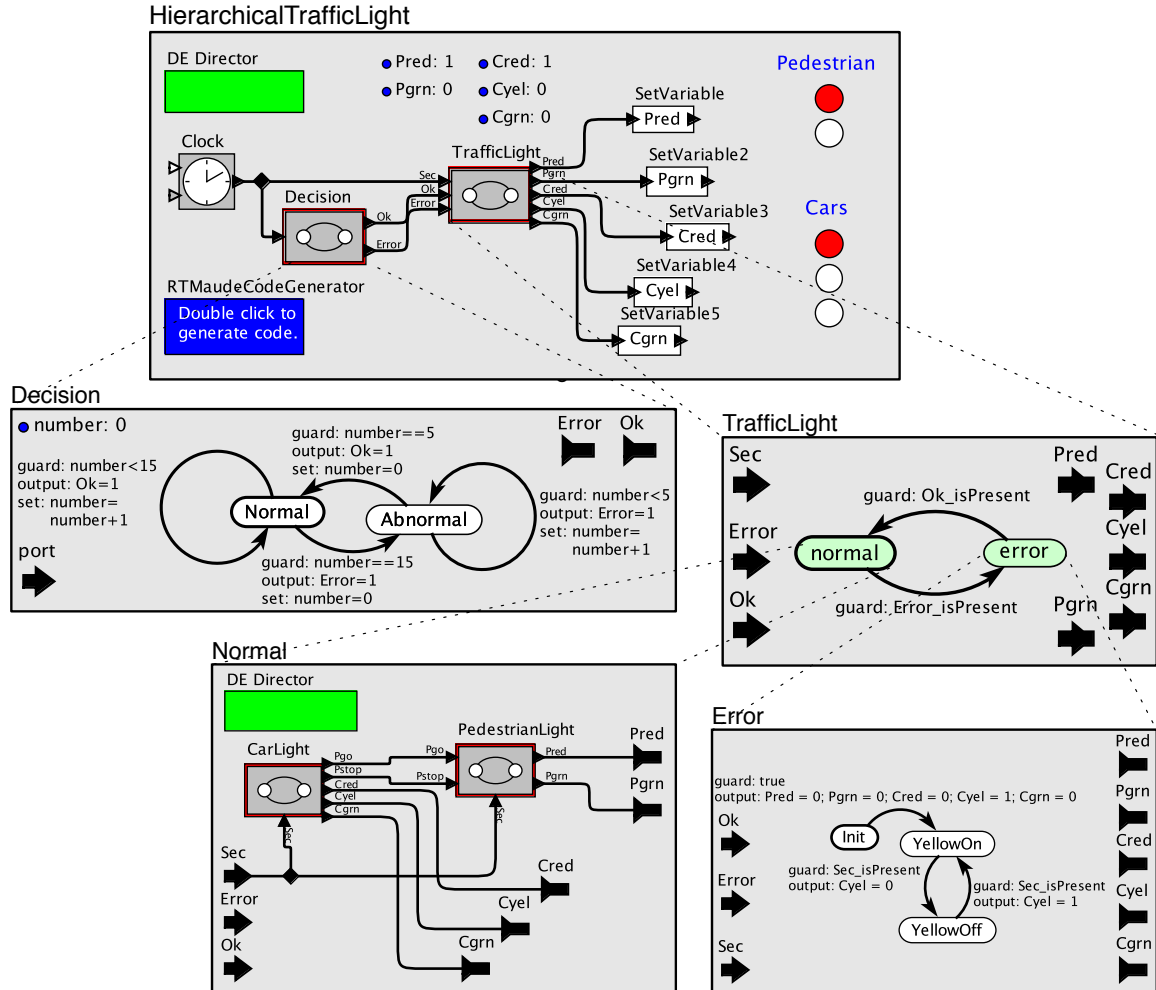 HierarchicalTrafficLight
DE Director
Pred: 1
Cred: 1
Pgrn: 0
Cyel: 0
Cgrn: 0
Pedestrian
SetVariable
Pred
Clock
TrafficLight
Sec
Ok
Error
Pred
Pgrn
Cred
Cyel
Cgrn
SetVariable2
Pgrn
Decision
Ok
Error
SetVariable3
Cred
Cars
SetVariable4
Cyel
RTMaudeCodeGenerator
Double click to
generate code.
SetVariable5
Cgrn
Decision
number: 0
guard: number<15
output: Ok=1
set: number=
number+1
port
guard: number==5
output: Ok=1
set: number=0
Normal
Abnormal
guard: number==15
output: Error=1
set: number=0
Error
Ok
guard: number<5
output: Error=1
set: number=
number+1
TrafficLight
Sec
Error
Ok
guard: Ok_isPresent
normal
error
guard: Error_isPresent
Pred
Cred
Cyel
Cgrn
Pgrn
Normal
DE Director
CarLight
Pgo
Pstop
Cred
Cyel
Cgrn
Sec
PedestrianLight
Pgo
Pstop
Pred
Pgrn
Sec
Pred
Pgrn
Sec
Error
Ok
Cred
Cyel
Cgrn
Error
guard: true
output: Pred = 0; Pgrn = 0; Cred = 0; Cyel = 1; Cgrn = 0
Ok
Error
Sec
Init
YellowOn
guard: Sec_isPresent
output: Cyel = 0
guard: Sec_isPresent
output: Cyel = 1
YellowOff
Pred
Pgrn
Cred
Cyel
Cgrn